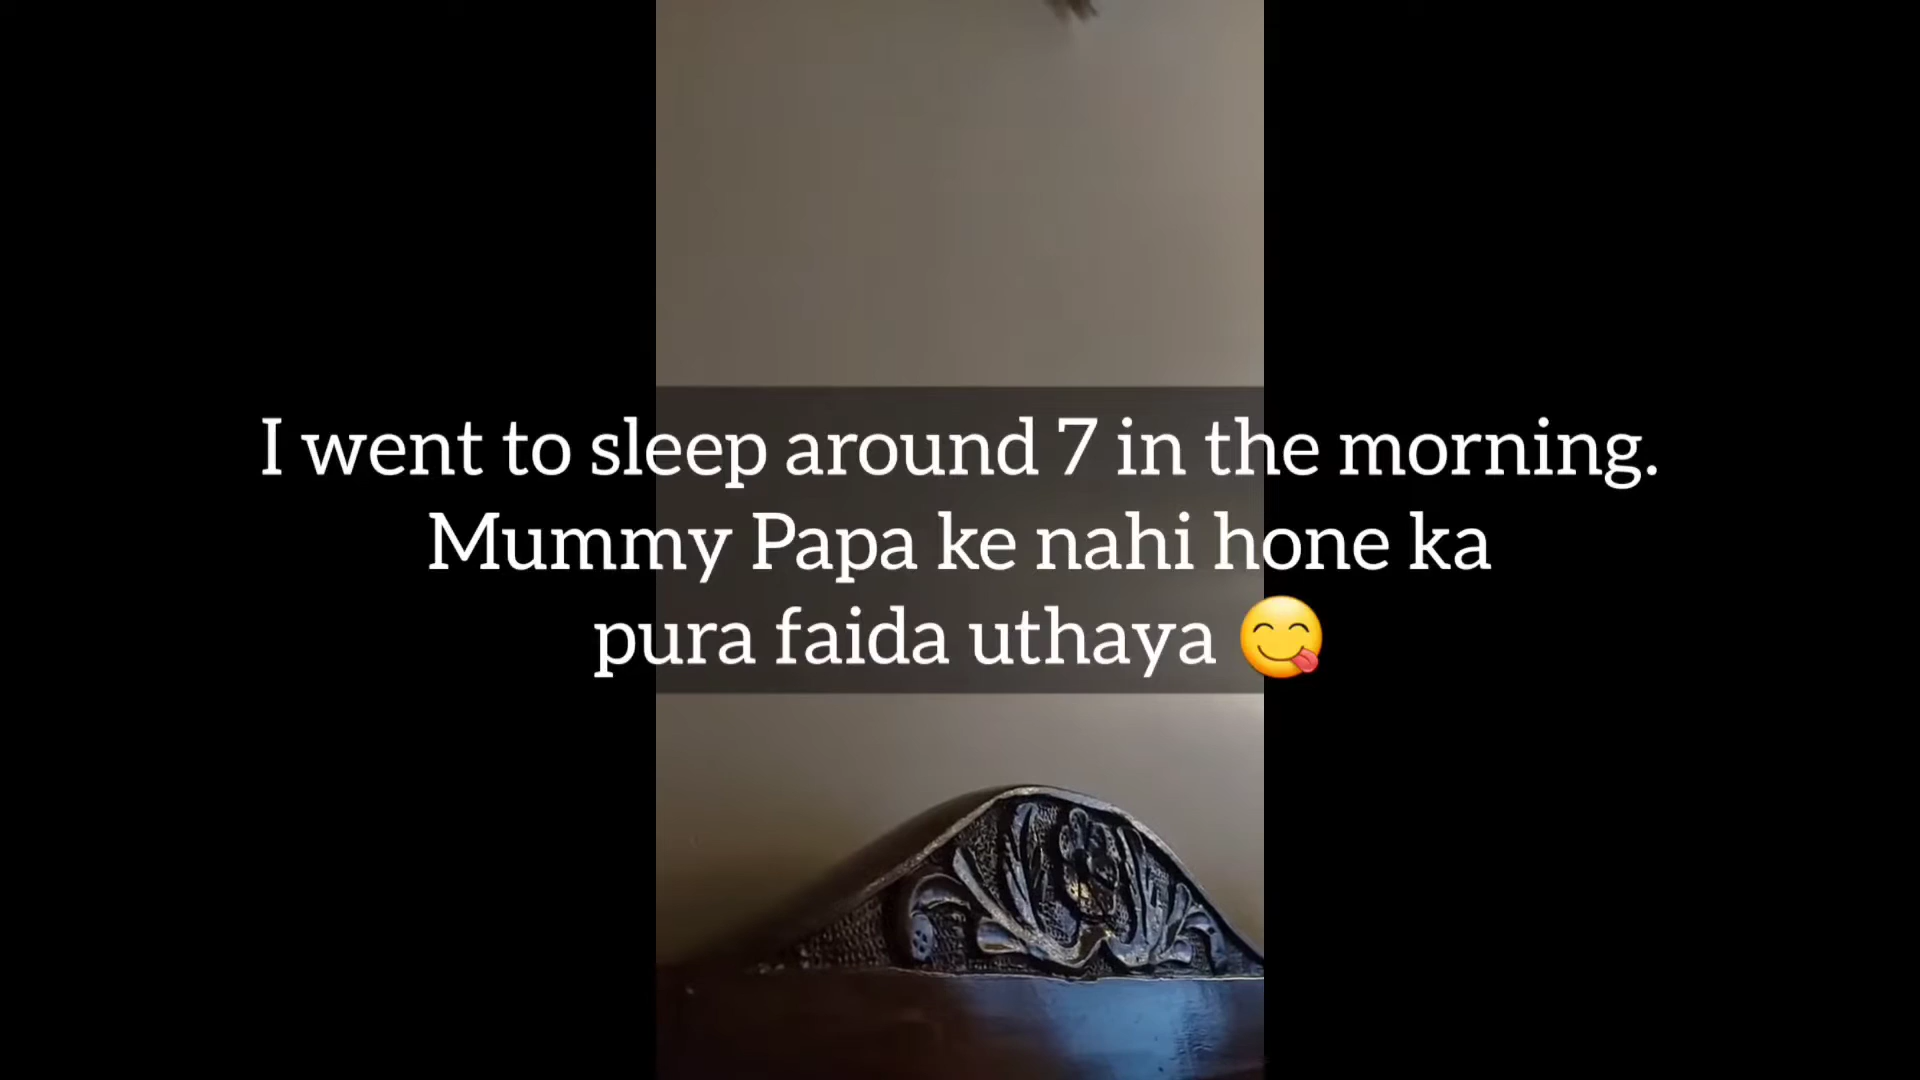 I went to sleep around 7 in the morning.
Mummy Papa ke nahi hone ka
pura faida uthaya 😋